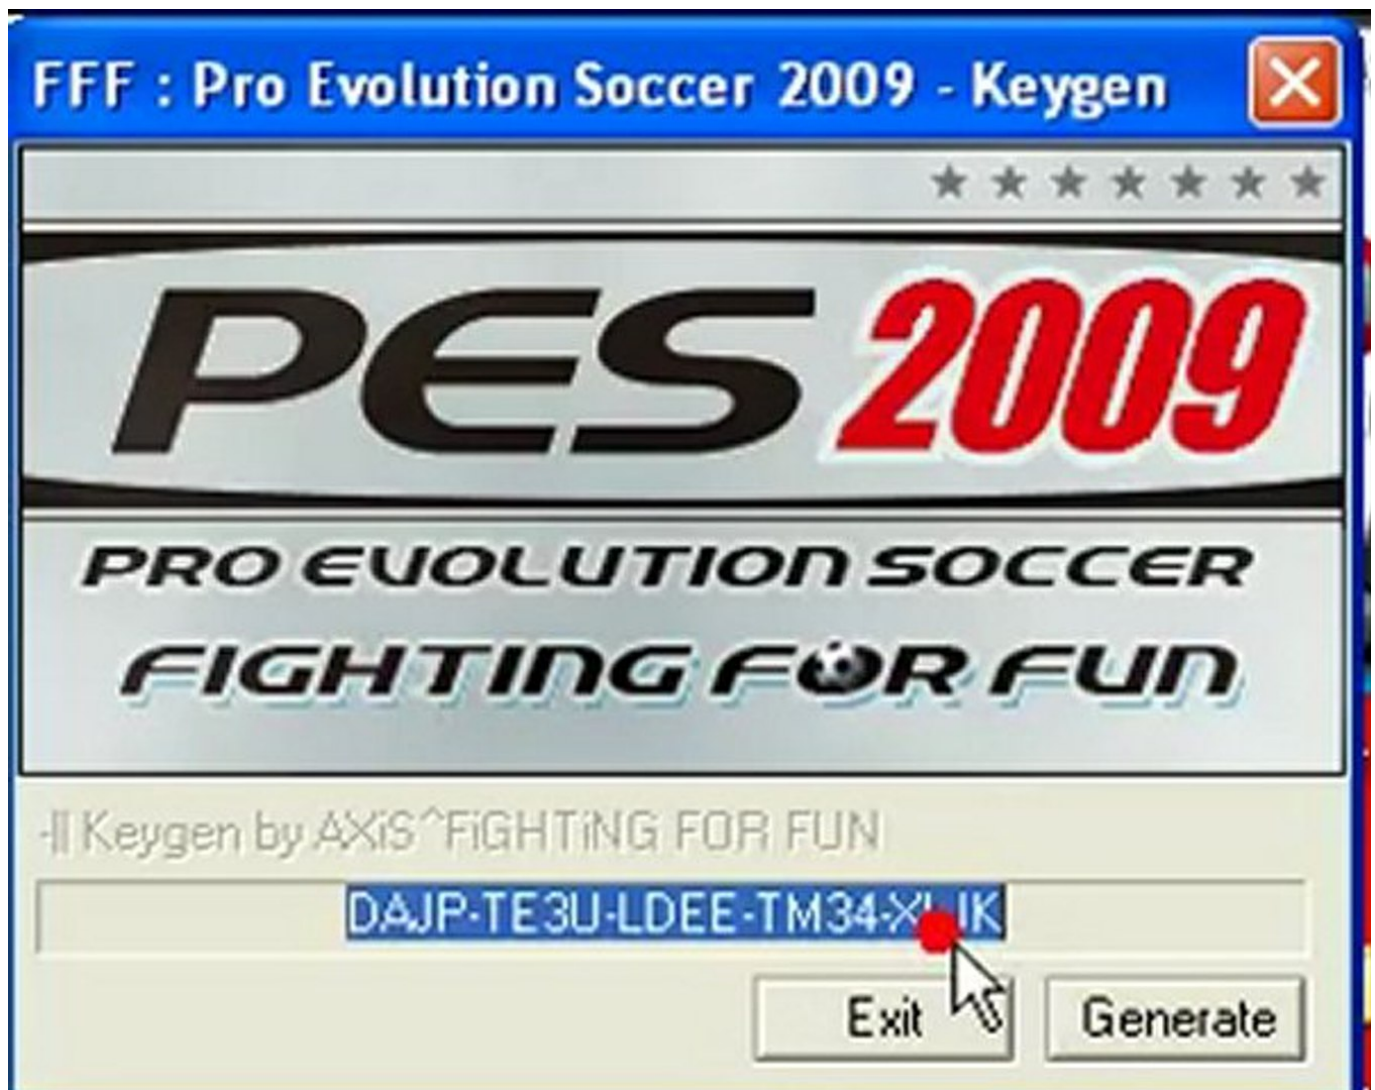 FFF : Pro Evolution Soccer 2009 - Keygen
PES 2009
PRO EVOLUTION SOCCER
FIGHTING FOR FUN
-|| Keygen by AXiS^FiGHTiNG FOR FUN
DAJP-TE3U-LDEE-TM34-
Exit Generate